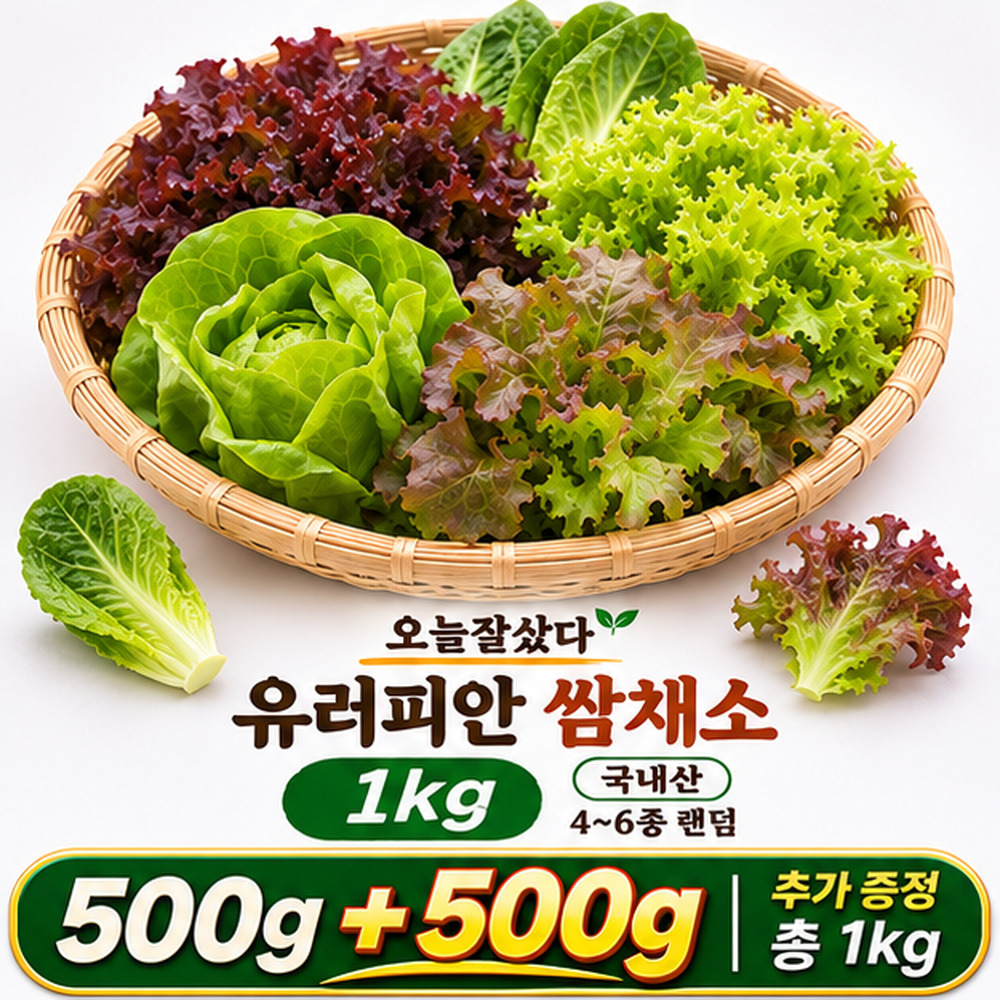 오늘잘샀다
유러피안 쌈채소
1kg
국내산
4~6종 랜덤
500g + 500g
추가 증정
총 1kg